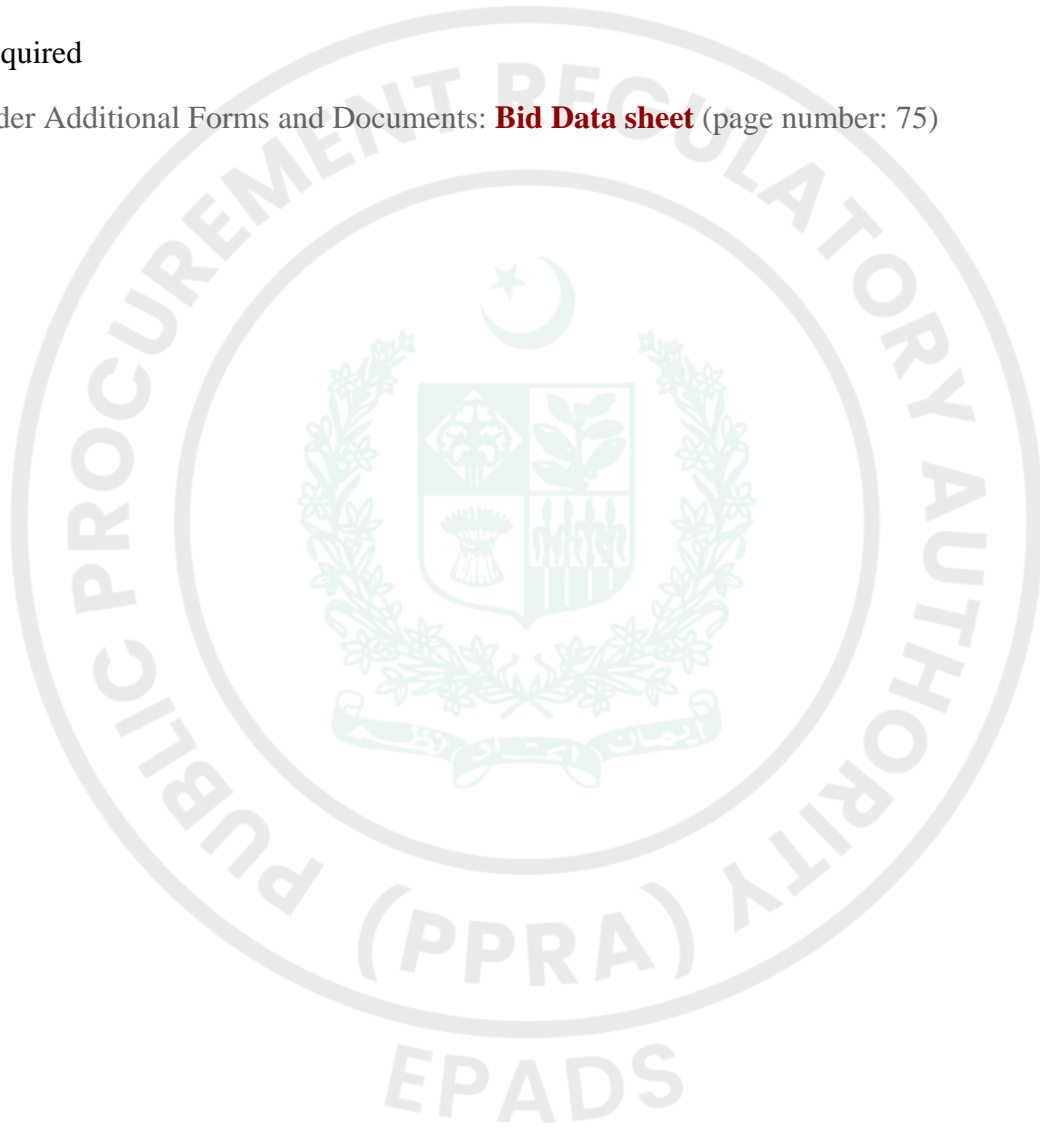 quired
der Additional Forms and Documents: Bid Data sheet (page number: 75)
PUBLIC PROCUREMENT REGULATORY AUTHORITY
(PPRA)
EPADS